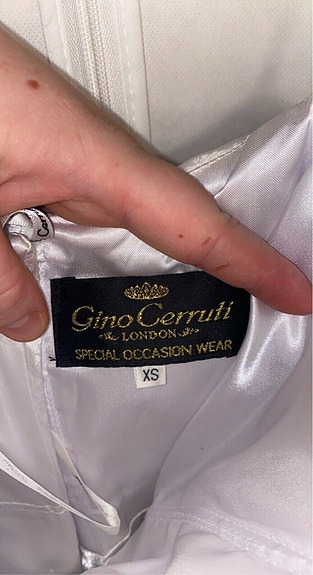 Gino Cerruti
LONDON
SPECIAL OCCASION WEAR
XS